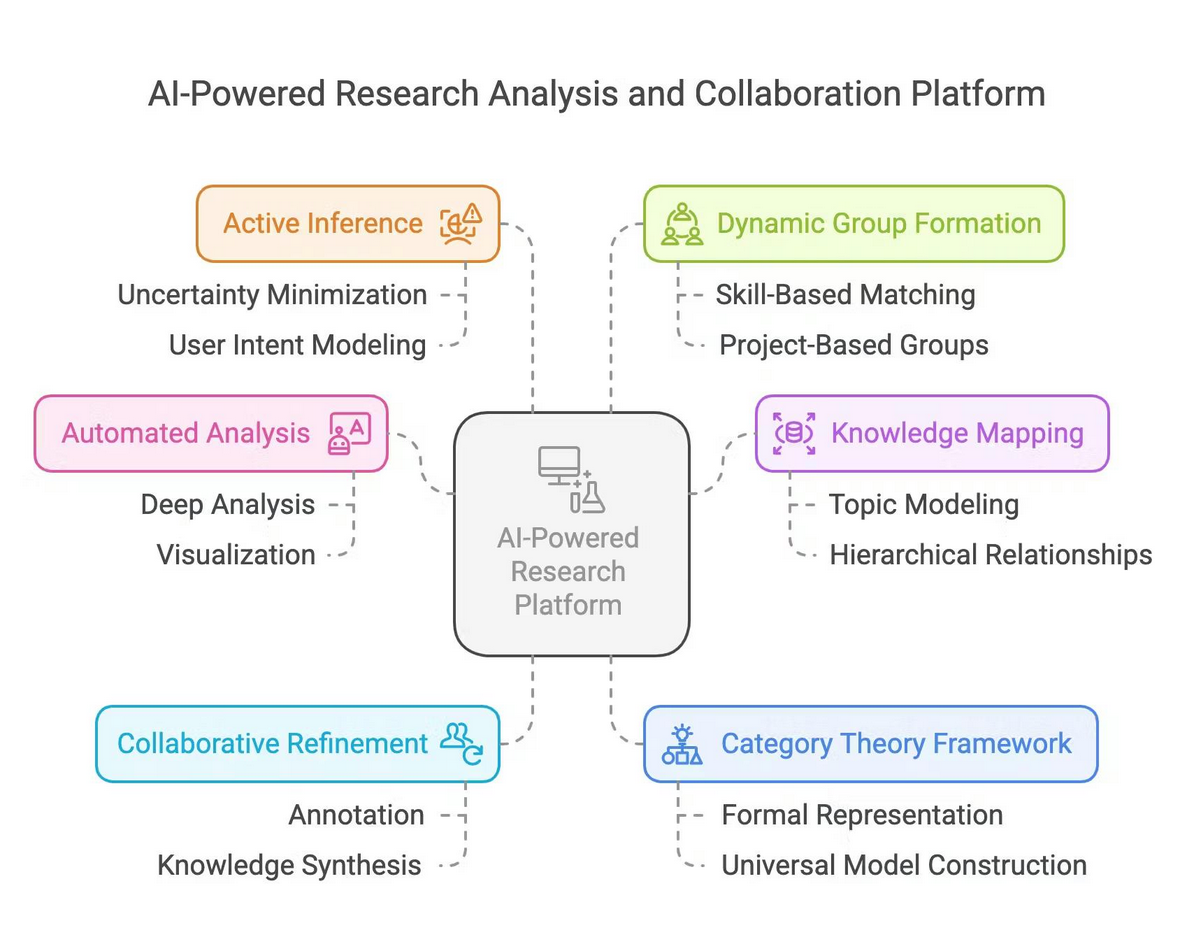 AI-Powered Research Analysis and Collaboration Platform
Active Inference
Uncertainty Minimization
User Intent Modeling
Dynamic Group Formation
Skill-Based Matching
Project-Based Groups
Automated Analysis
Deep Analysis
Visualization
AI-Powered
Research
Platform
Knowledge Mapping
Topic Modeling
Hierarchical Relationships
Collaborative Refinement
Annotation
Knowledge Synthesis
Category Theory Framework
Formal Representation
Universal Model Construction